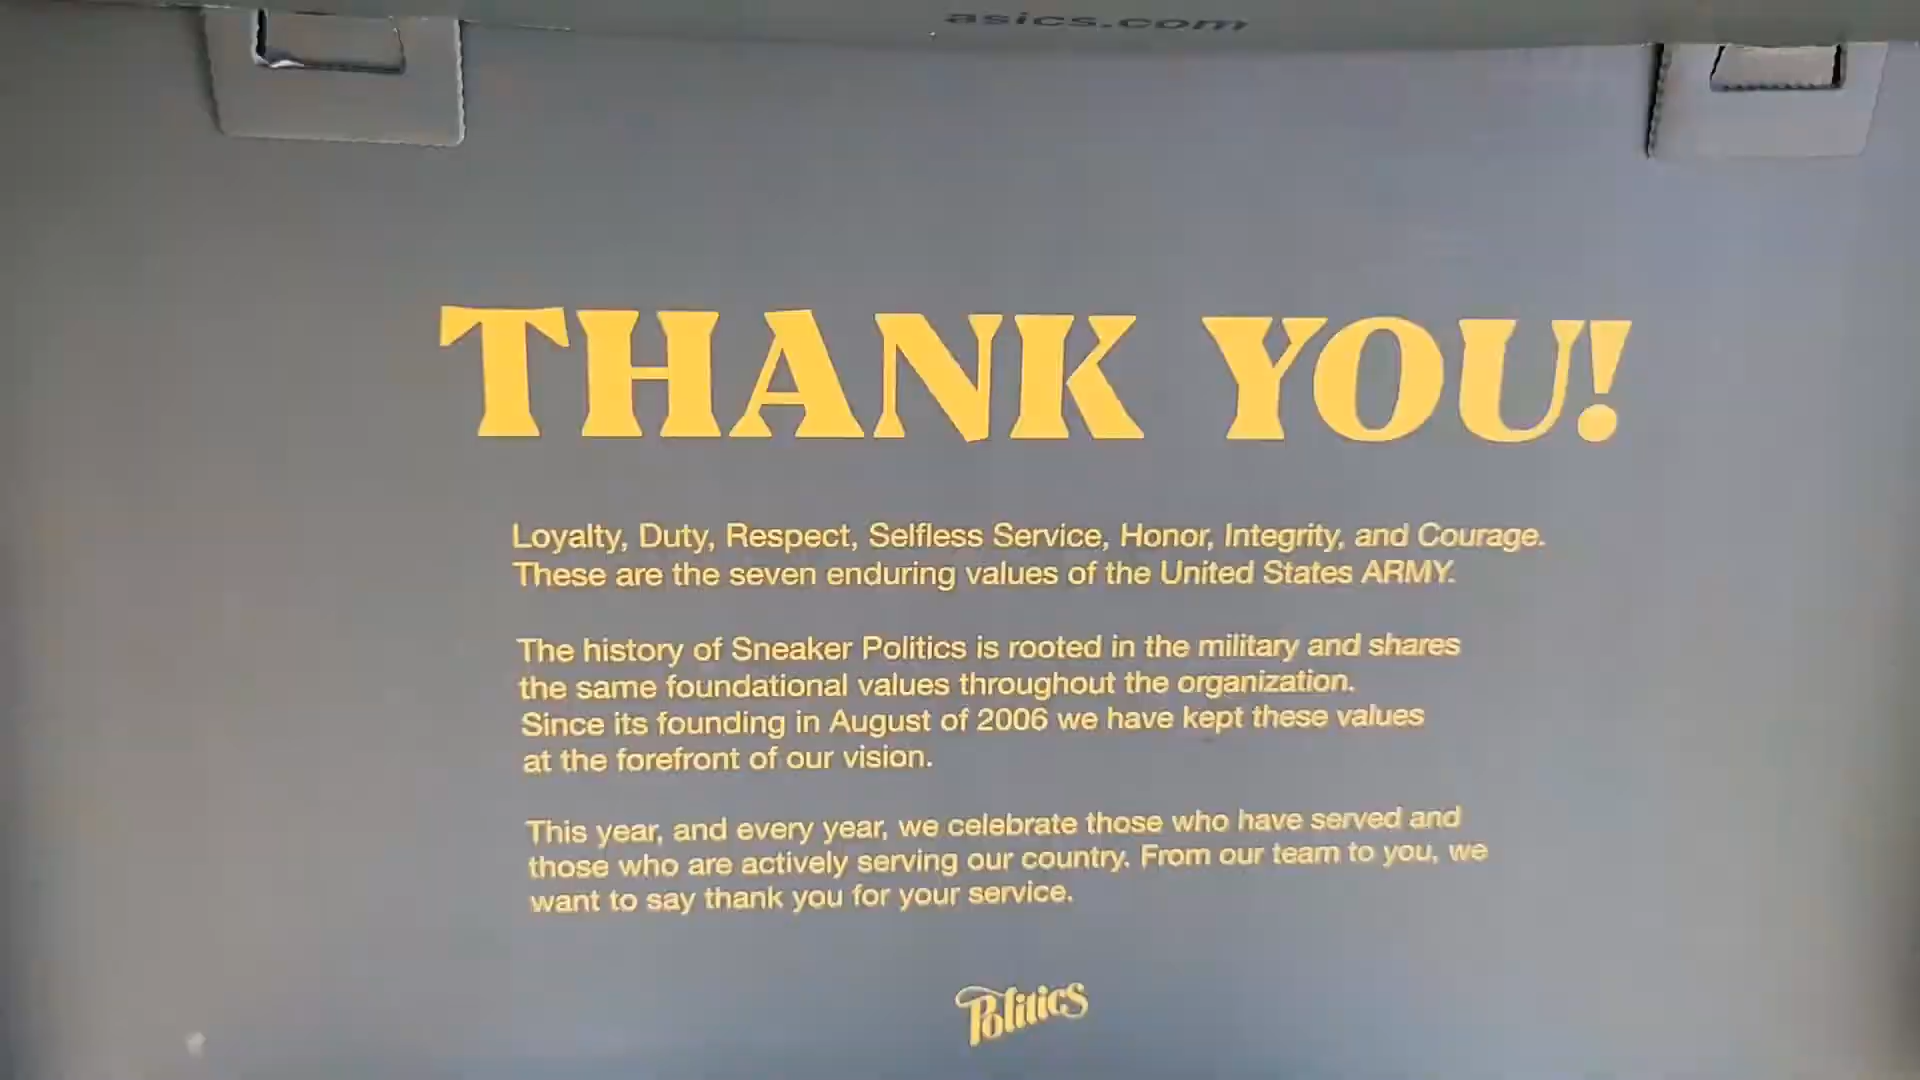 asics.com
THANK YOU!
Loyalty, Duty, Respect, Selfless Service, Honor, Integrity, and Courage.
These are the seven enduring values of the United States ARMY.
The history of Sneaker Politics is rooted in the military and shares
the same foundational values throughout the organization.
Since its founding in August of 2006 we have kept these values
at the forefront of our vision.
This year, and every year, we celebrate those who have served and
those who are actively serving our country. From our team to you, we
want to say thank you for your service.
Politics